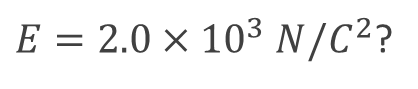 E = 2.0 × 10³ N/C²?